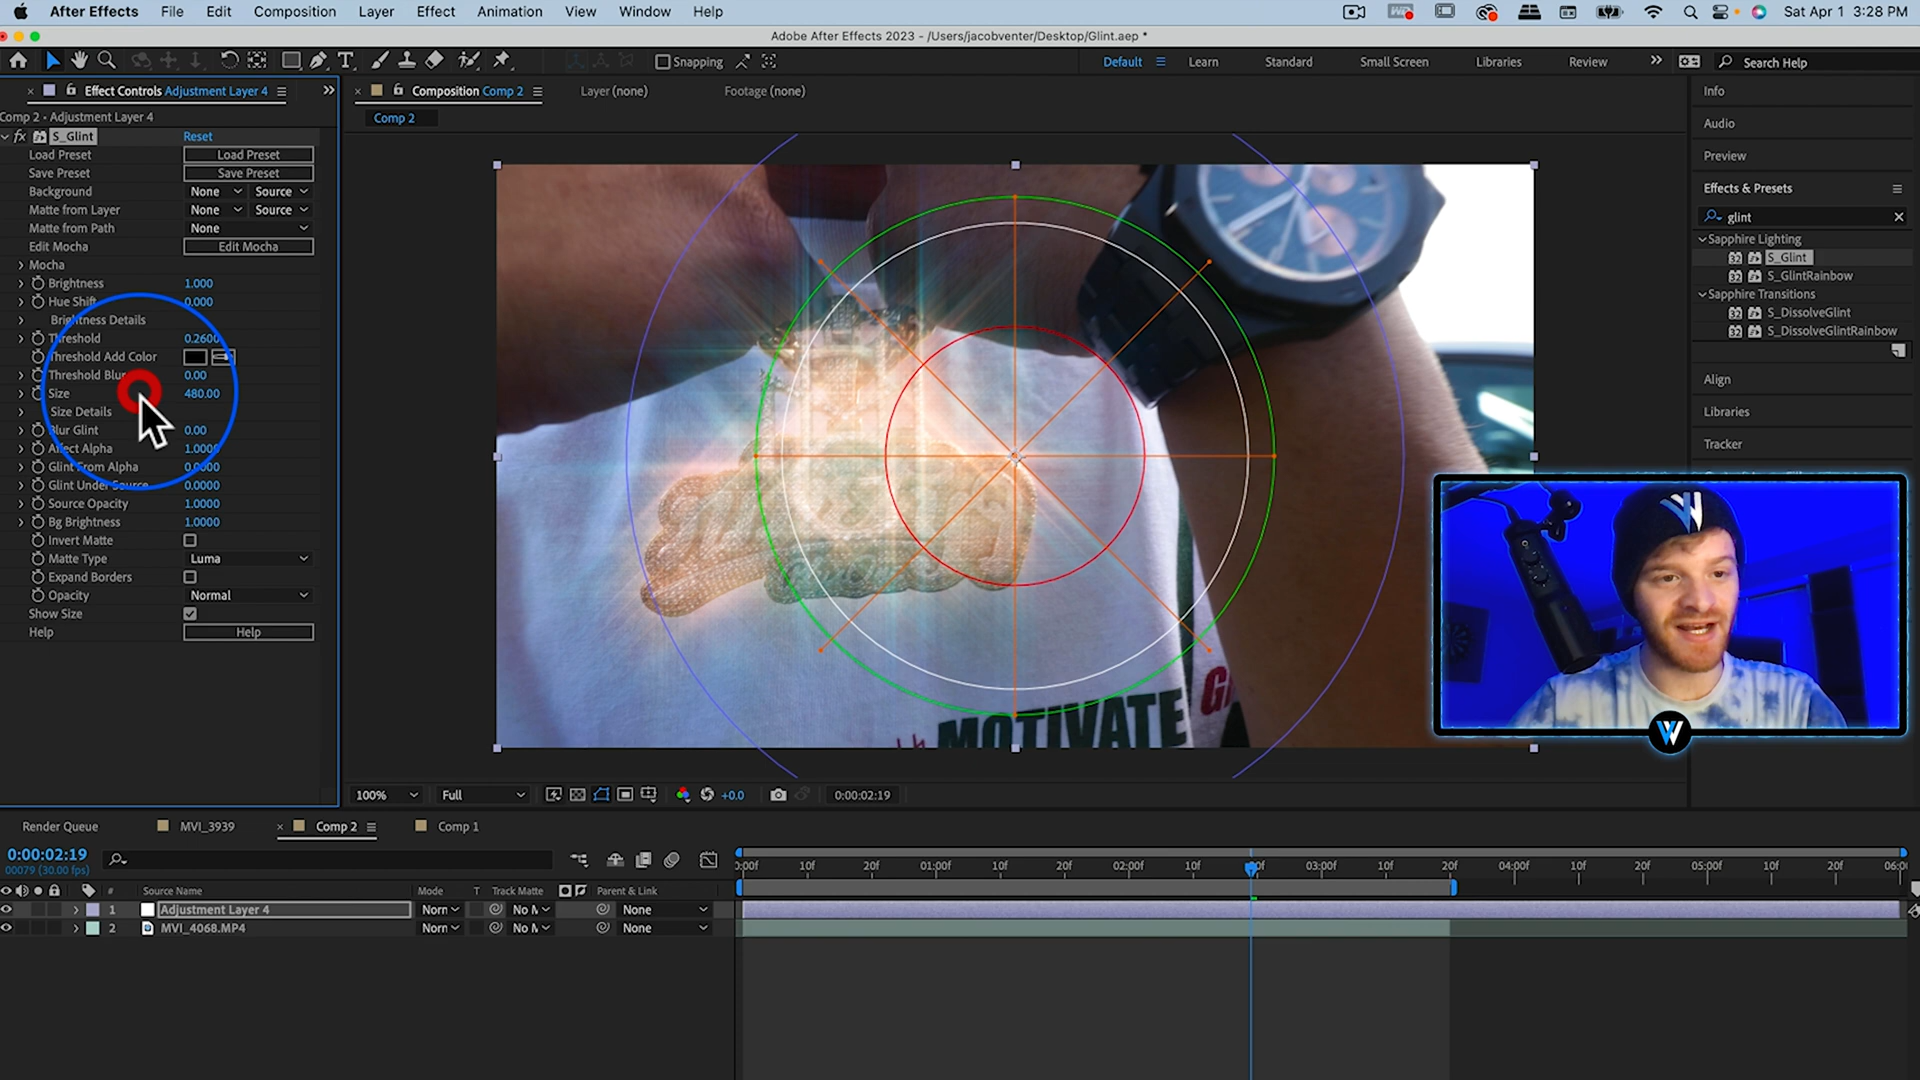 After Effects File Edit Composition Layer Effect Animation View Window Help Sat Apr 1 3:28 PM
Adobe After Effects 2023 - /Users/jacobventer/Desktop/Glint.aep *
Snapping Default Learn Standard Small Screen Libraries Review Search Help
Effect Controls Adjustment Layer 4
Comp 2 • Adjustment Layer 4
fx S_Glint Reset
Load Preset Load Preset
Save Preset Save Preset
Background None Source
Matte from Layer None Source
Matte from Path None
Edit Mocha Edit Mocha
Mocha
Brightness 1.000
Hue Shift 0.000
Brightness Details
Threshold 0.2600
Threshold Add Color
Threshold Blur 0.00
Size 480.00
Size Details
Blur Glint 0.00
Affect Alpha 1.0000
Glint From Alpha 0.0000
Glint Under Source 0.0000
Source Opacity 1.0000
Bg Brightness 1.0000
Invert Matte
Matte Type Luma
Expand Borders
Opacity Normal
Show Size
Help Help
Composition Comp 2 Layer (none) Footage (none)
Comp 2
MOTIVATE
100% Full +0.0 0:00:02:19
Info
Audio
Preview
Effects & Presets
glint
Sapphire Lighting
S_Glint
S_GlintRainbow
Sapphire Transitions
S_DissolveGlint
S_DissolveGlintRainbow
Align
Libraries
Tracker
Render Queue MVI_3939 Comp 2 Comp 1
0:00:02:19
00079 (30.00 fps)
:00f 10f 20f 01:00f 10f 20f 02:00f 10f 20f 03:00f 10f 20f 04:00f 10f 20f 05:00f 10f 20f 06:0
# Source Name Mode T Track Matte Parent & Link
1 Adjustment Layer 4 Norn No M None
2 MVI_4068.MP4 Norn No M None